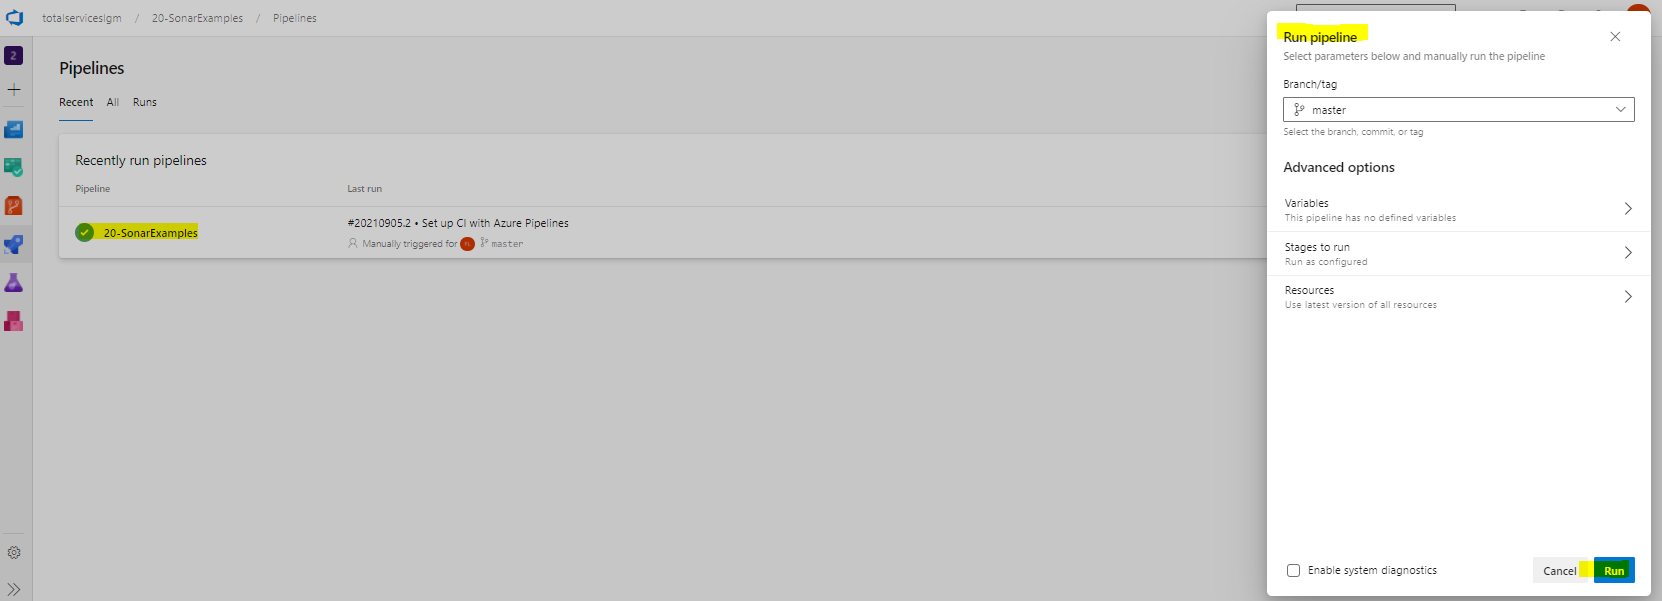 totalserviceslgm / 20-SonarExamples / Pipelines
2
Pipelines
Recent All Runs
Recently run pipelines
Pipeline Last run
20-SonarExamples
#20210905.2 • Set up CI with Azure Pipelines
Manually triggered for master
Run pipeline
Select parameters below and manually run the pipeline
Branch/tag
master
Select the branch, commit, or tag
Advanced options
Variables
This pipeline has no defined variables
Stages to run
Run as configured
Resources
Use latest version of all resources
Enable system diagnostics
Cancel Run